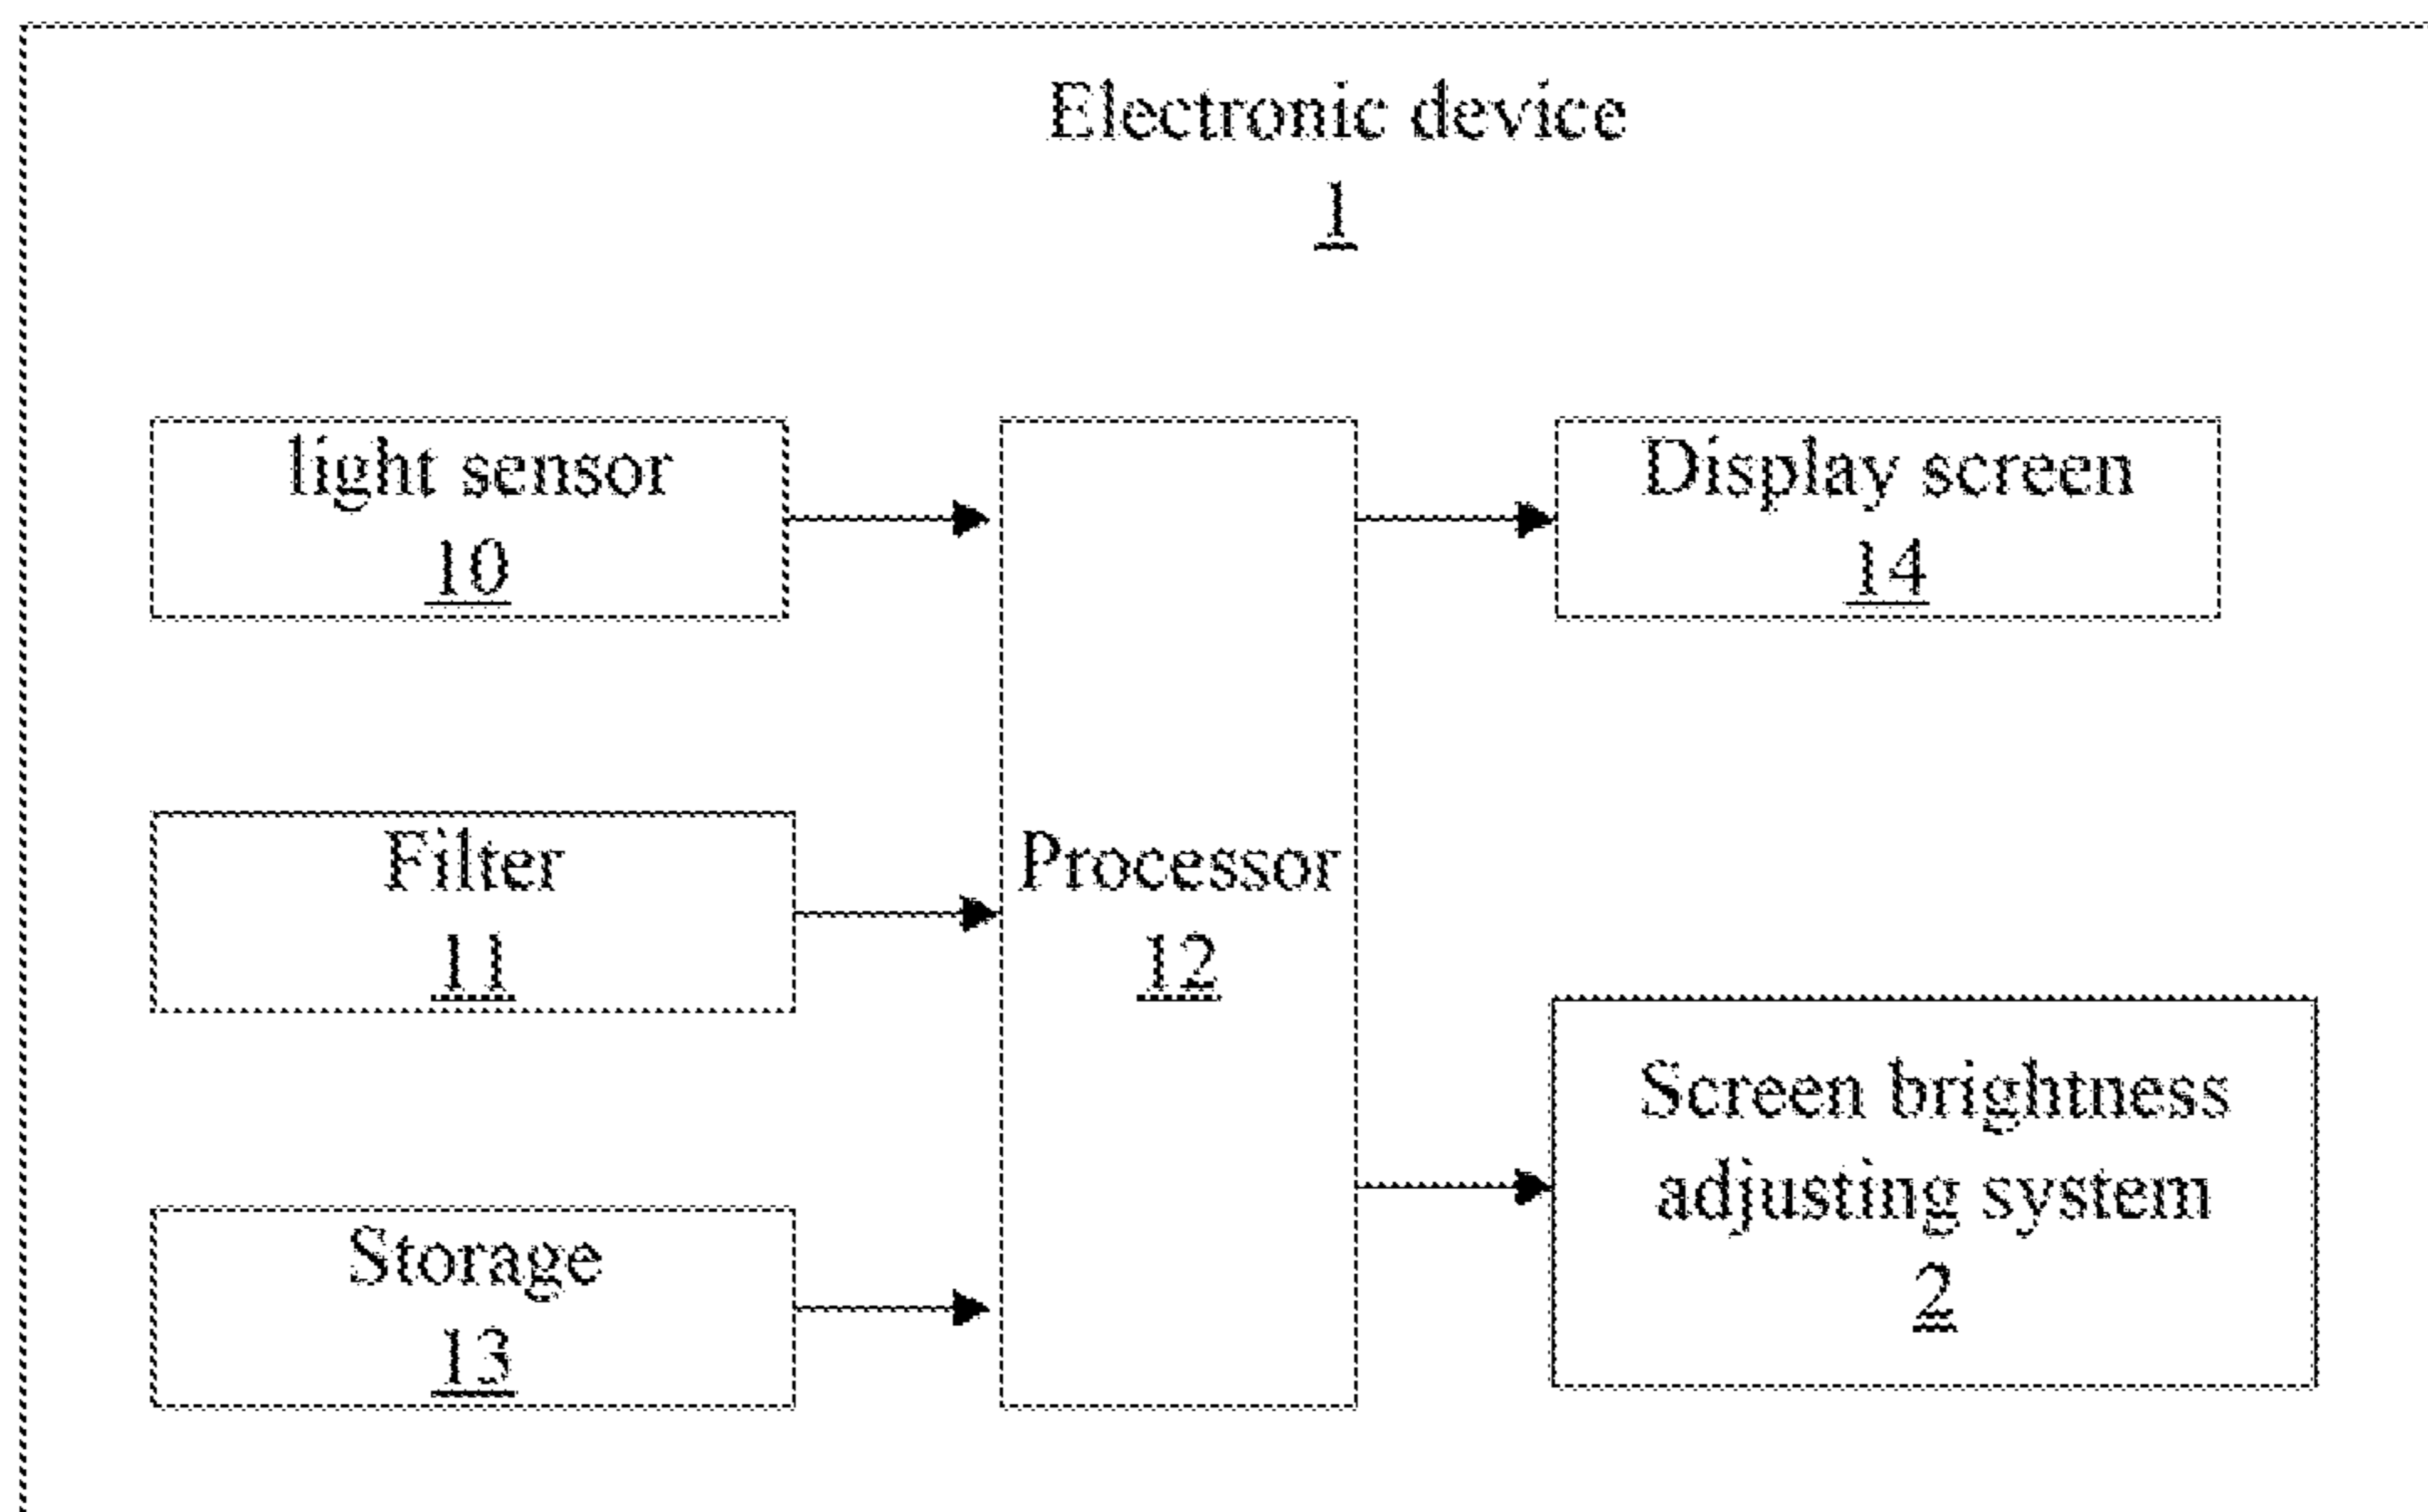 Electronic device
1
light sensor
10
Filter
11
Storage
13
Processor
12
Display screen
14
Screen brightness
adjusting system
2